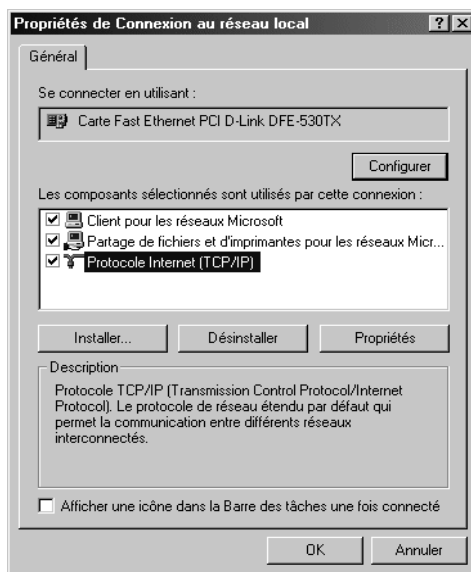 Propriétés de Connexion au réseau local
Général
Se connecter en utilisant :
Carte Fast Ethernet PCI D-Link DFE-530TX
Configurer
Les composants sélectionnés sont utilisés par cette connexion :
Client pour les réseaux Microsoft
Partage de fichiers et d'imprimantes pour les réseaux Micr...
Protocole Internet (TCP/IP)
Installer... Désinstaller Propriétés
Description
Protocole TCP/IP (Transmission Control Protocol/Internet
Protocol). Le protocole de réseau étendu par défaut qui
permet la communication entre différents réseaux
interconnectés.
Afficher une icône dans la Barre des tâches une fois connecté
OK Annuler